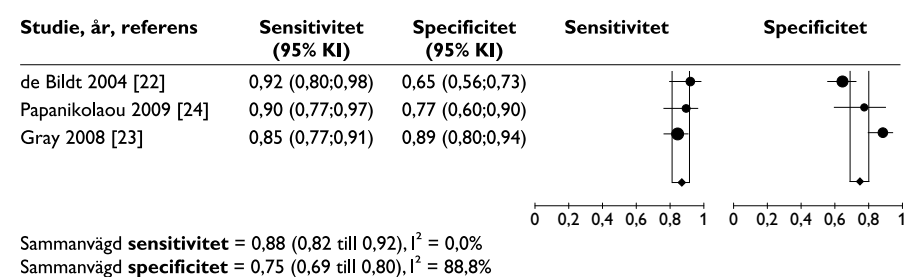 Studie, år, referens Sensitivitet Specificitet Sensitivitet Specificitet
(95% KI) (95% KI)
de Bildt 2004 [22] 0,92 (0,80;0,98) 0,65 (0,56;0,73)
Papanikolaou 2009 [24] 0,90 (0,77;0,97) 0,77 (0,60;0,90)
Gray 2008 [23] 0,85 (0,77;0,91) 0,89 (0,80;0,94)
0 0,2 0,4 0,6 0,8 1 0 0,2 0,4 0,6 0,8 1
Sammanvägd sensitivitet = 0,88 (0,82 till 0,92), I² = 0,0%
Sammanvägd specificitet = 0,75 (0,69 till 0,80), I² = 88,8%